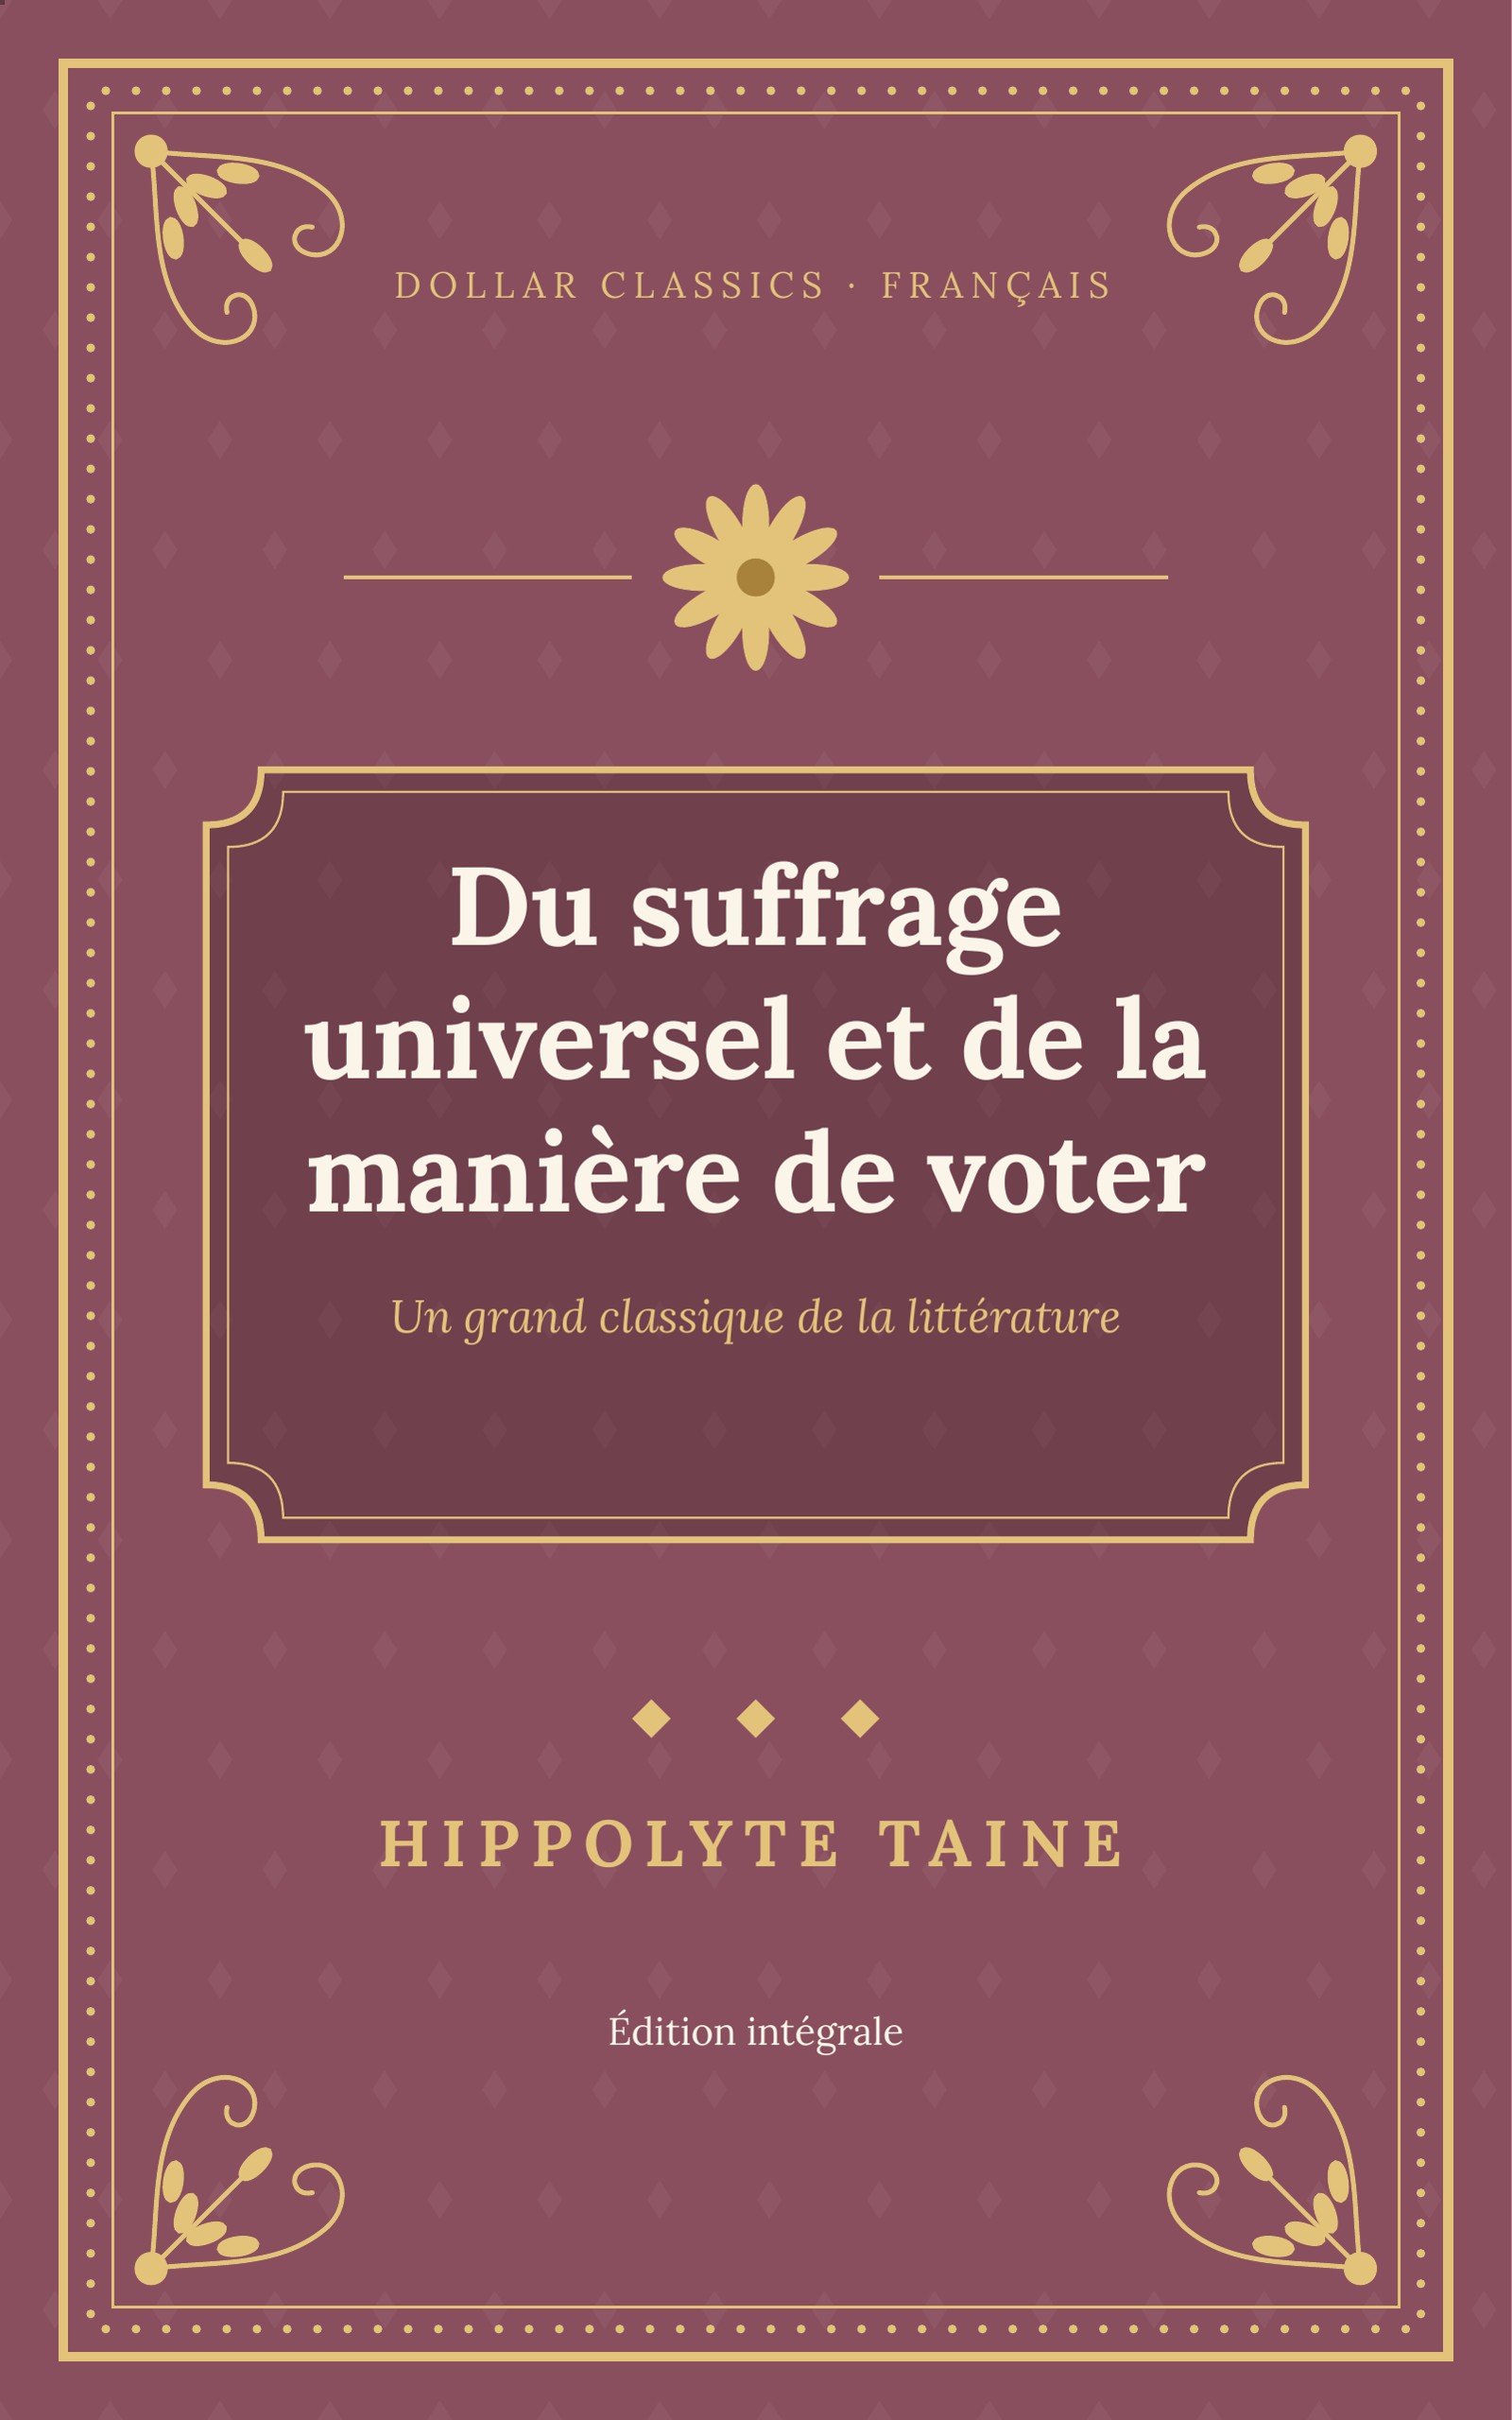 DOLLAR CLASSICS · FRANÇAIS
Du suffrage
universel et de la
manière de voter
Un grand classique de la littérature
HIPPOLYTE TAINE
Édition intégrale